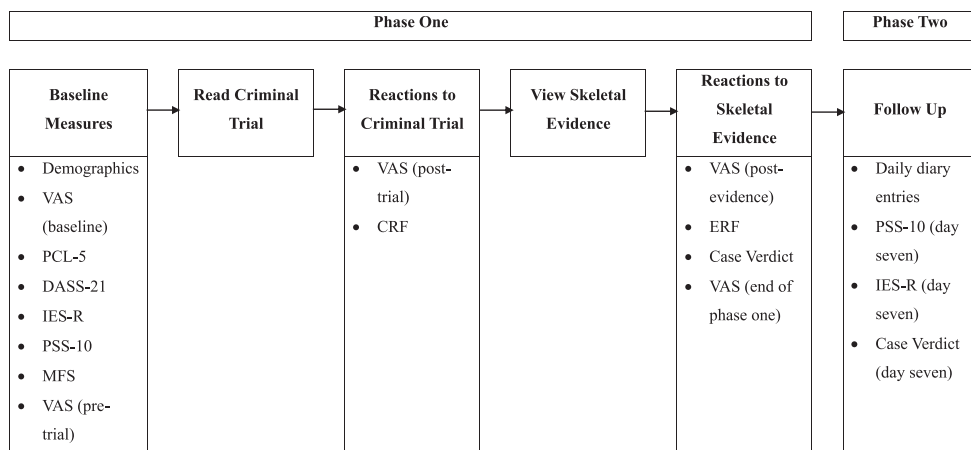 Phase One
Phase Two
Baseline
Measures
Read Criminal
Trial
Reactions to
Criminal Trial
View Skeletal
Evidence
Reactions to
Skeletal
Evidence
Follow Up
• Demographics
• VAS
(baseline)
• PCL-5
• DASS-21
• IES-R
• PSS-10
• MFS
• VAS (pre-
trial)
• VAS (post-
trial)
• CRF
• VAS (post-
evidence)
• ERF
• Case Verdict
• VAS (end of
phase one)
• Daily diary
entries
• PSS-10 (day
seven)
• IES-R (day
seven)
• Case Verdict
(day seven)